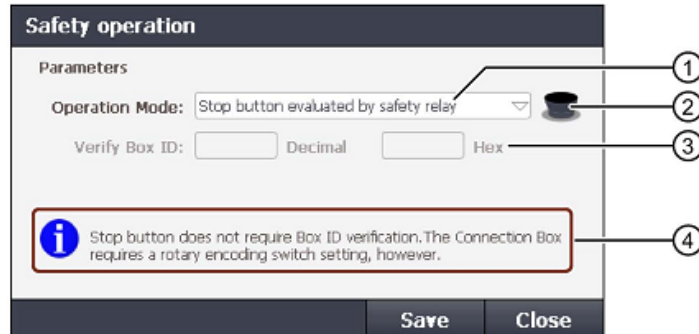 Safety operation
Parameters
1
Operation Mode: Stop button evaluated by safety relay
2
Verify Box ID: Decimal Hex
3
Stop button does not require Box ID verification.The Connection Box
requires a rotary encoding switch setting, however.
4
Save Close